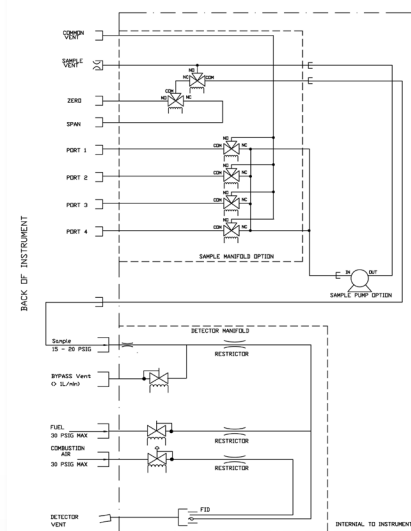 COMMON
VENT
SAMPLE
VENT
NO
NC
COM
COM
NO
NC
ZERO
SPAN
NO
PORT 1
COM
NC
NO
PORT 2
COM
NC
NO
PORT 3
COM
NC
NO
PORT 4
COM
NC
SAMPLE MANIFOLD OPTION
BACK OF INSTRUMENT
IN
OUT
SAMPLE PUMP OPTION
DETECTOR MANIFOLD
Sample
15 - 20 PSIG
RESTRICTOR
BYPASS Vent
(> 1L/min)
FUEL
30 PSIG MAX
RESTRICTOR
COMBUSTION
AIR
30 PSIG MAX
RESTRICTOR
FID
DETECTOR
VENT
INTERNAL TO INSTRUMENT